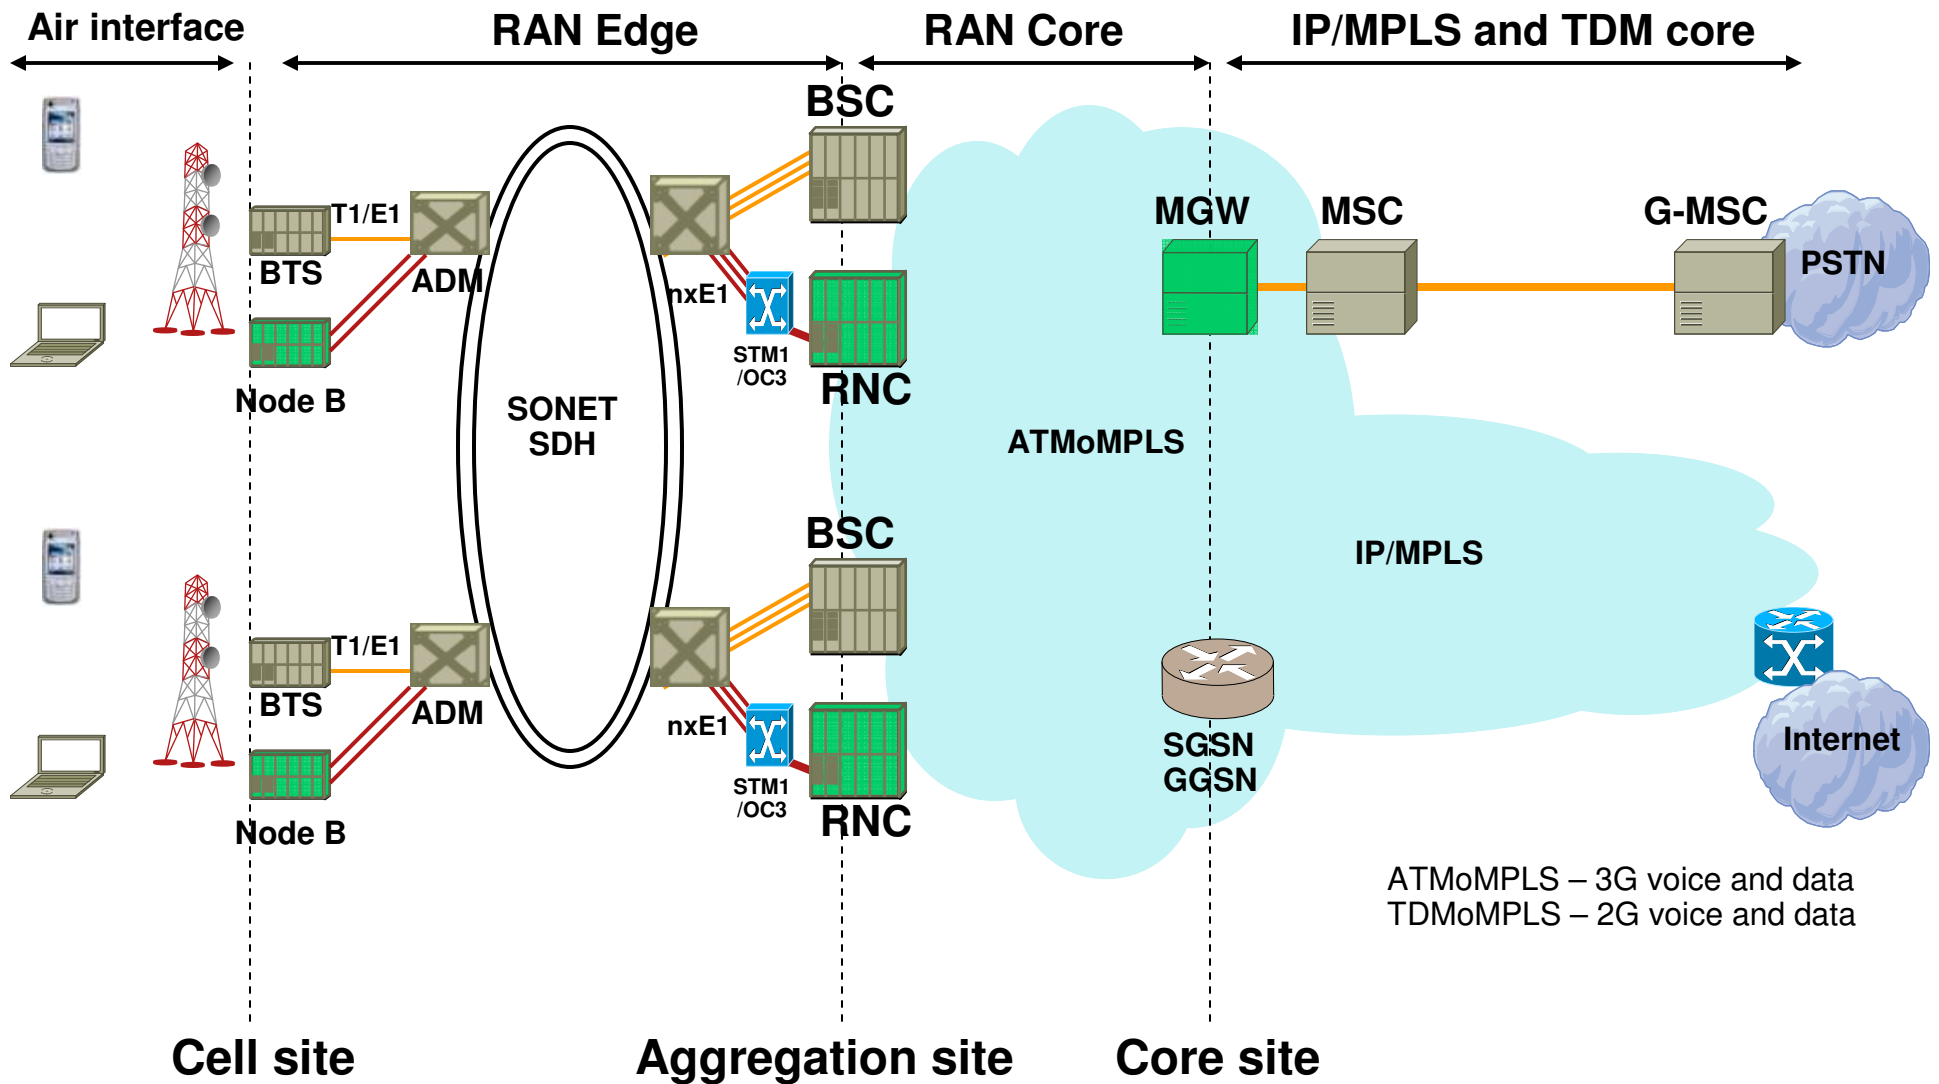 Air interface
RAN Edge
RAN Core
IP/MPLS and TDM core
BSC
T1/E1
BTS
ADM
nxE1
STM1
/OC3
RNC
Node B
SONET
SDH
MGW
MSC
G-MSC
PSTN
ATMoMPLS
IP/MPLS
BSC
T1/E1
BTS
ADM
nxE1
STM1
/OC3
RNC
Node B
SGSN
GGSN
Internet
ATMoMPLS – 3G voice and data
TDMoMPLS – 2G voice and data
Cell site
Aggregation site
Core site